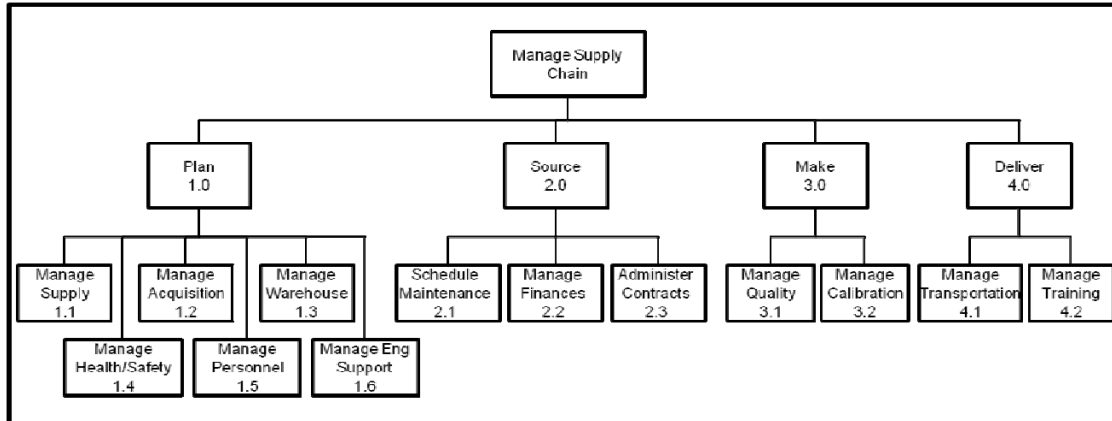 Manage Supply
Chain
Plan
1.0
Source
2.0
Make
3.0
Deliver
4.0
Manage
Supply
1.1
Manage
Acquisition
1.2
Manage
Warehouse
1.3
Schedule
Maintenance
2.1
Manage
Finances
2.2
Administer
Contracts
2.3
Manage
Quality
3.1
Manage
Calibration
3.2
Manage
Transportation
4.1
Manage
Training
4.2
Manage
Health/Safety
1.4
Manage
Personnel
1.5
Manage Eng
Support
1.6